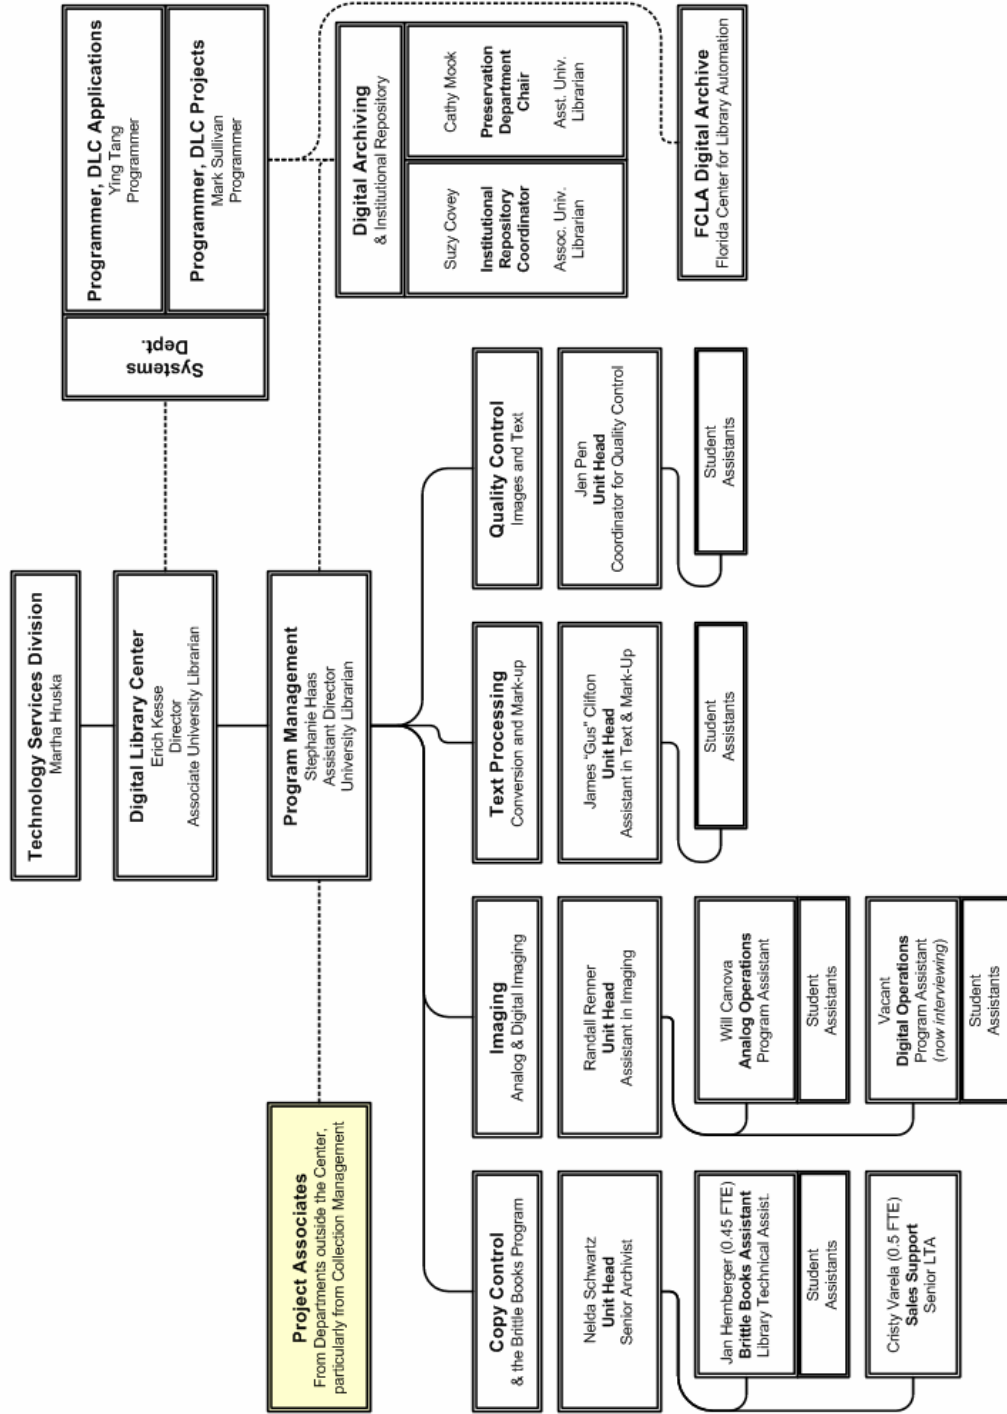 Technology Services Division
Martha Hruska
Digital Library Center
Erich Kesse
Director
Associate University Librarian
Systems
Dept.
Programmer, DLC Applications
Ying Tang
Programmer
Programmer, DLC Projects
Mark Sullivan
Programmer
Project Associates
From Departments outside the Center,
particularly from Collection Management
Program Management
Stephanie Haas
Assistant Director
University Librarian
Digital Archiving
& Institutional Repository
Suzy Covey
Institutional
Repository
Coordinator
Assoc. Univ.
Librarian
Cathy Mook
Preservation
Department
Chair
Asst. Univ.
Librarian
FCLA Digital Archive
Florida Center for Library Automation
Copy Control
& the Brittle Books Program
Nelda Schwartz
Unit Head
Senior Archivist
Jan Hernberger (0.45 FTE)
Brittle Books Assistant
Library Technical Assist.
Student
Assistants
Cristy Varela (0.5 FTE)
Sales Support
Senior LTA
Imaging
Analog & Digital Imaging
Randall Renner
Unit Head
Assistant in Imaging
Will Canova
Analog Operations
Program Assistant
Student
Assistants
Vacant
Digital Operations
Program Assistant
(now interviewing)
Student
Assistants
Text Processing
Conversion and Mark-up
James "Gus" Clifton
Unit Head
Assistant in Text & Mark-Up
Student
Assistants
Quality Control
Images and Text
Jen Pen
Unit Head
Coordinator for Quality Control
Student
Assistants